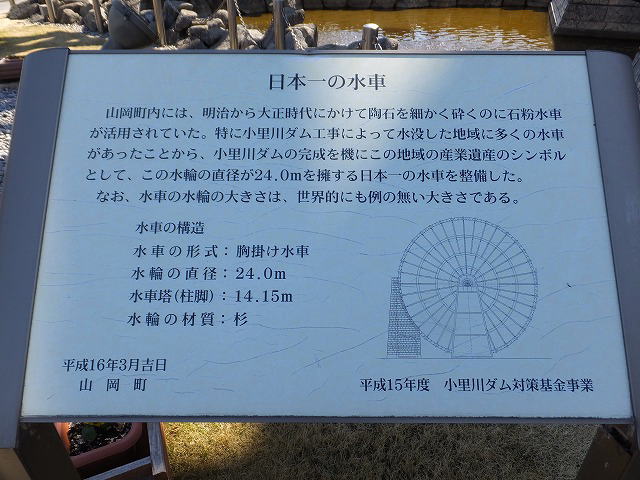 日本一の水車
山岡町内には、明治から大正時代にかけて陶石を細かく砕くのに石粉水車
が活用されていた。特に小里川ダム工事によって水没した地域に多くの水車
があったことから、小里川ダムの完成を機にこの地域の産業遺産のシンボル
として、この水輪の直径が24.0mを擁する日本一の水車を整備した。
なお、水車の水輪の大きさは、世界的にも例の無い大きさである。
水車の構造
水車の形式：胸掛け水車
水輪の直径：24.0m
水車塔(柱脚)：14.15m
水輪の材質：杉
平成16年3月吉日
山岡町
平成15年度 小里川ダム対策基金事業